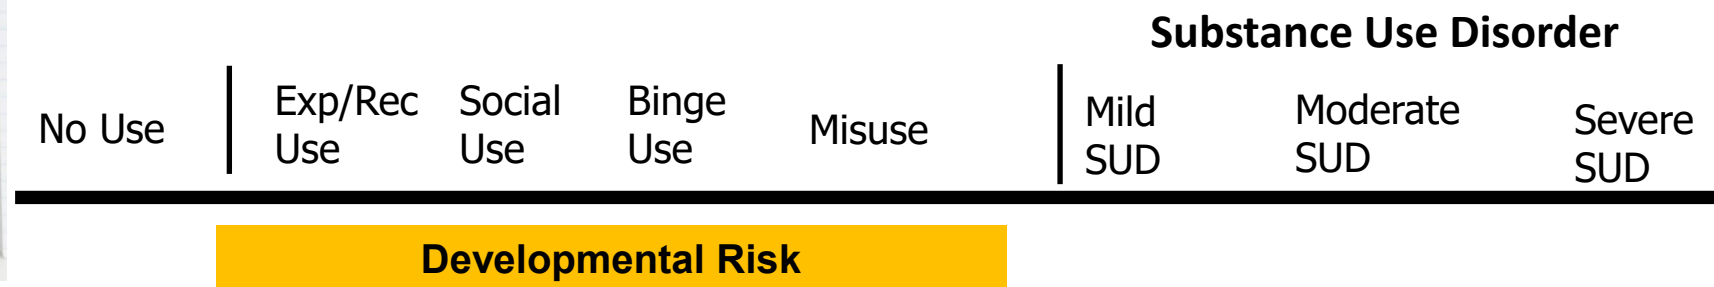 Substance Use Disorder
No Use
Exp/Rec
Use
Social
Use
Binge
Use
Misuse
Mild
SUD
Moderate
SUD
Severe
SUD
Developmental Risk